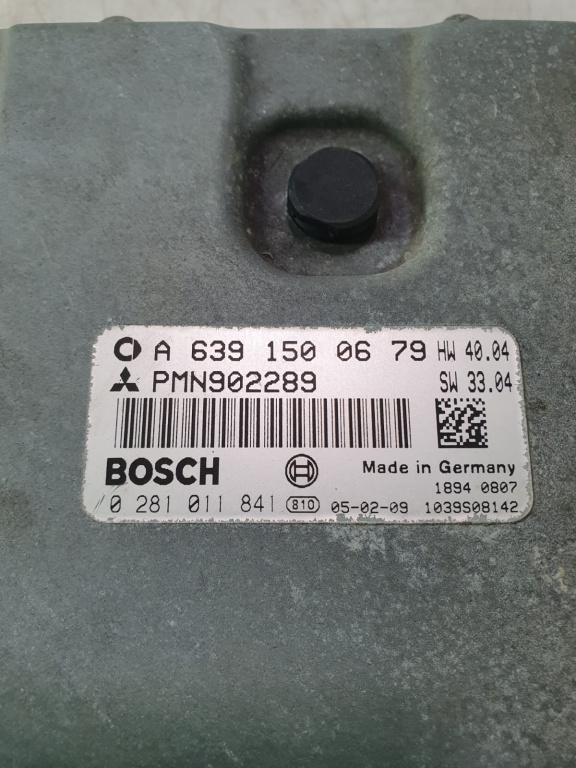 A 639 150 06 79 HW 40.04
PMN902289 SW 33.04
BOSCH Made in Germany
1894 0807
0 281 011 841 810 05-02-09 1039S08142